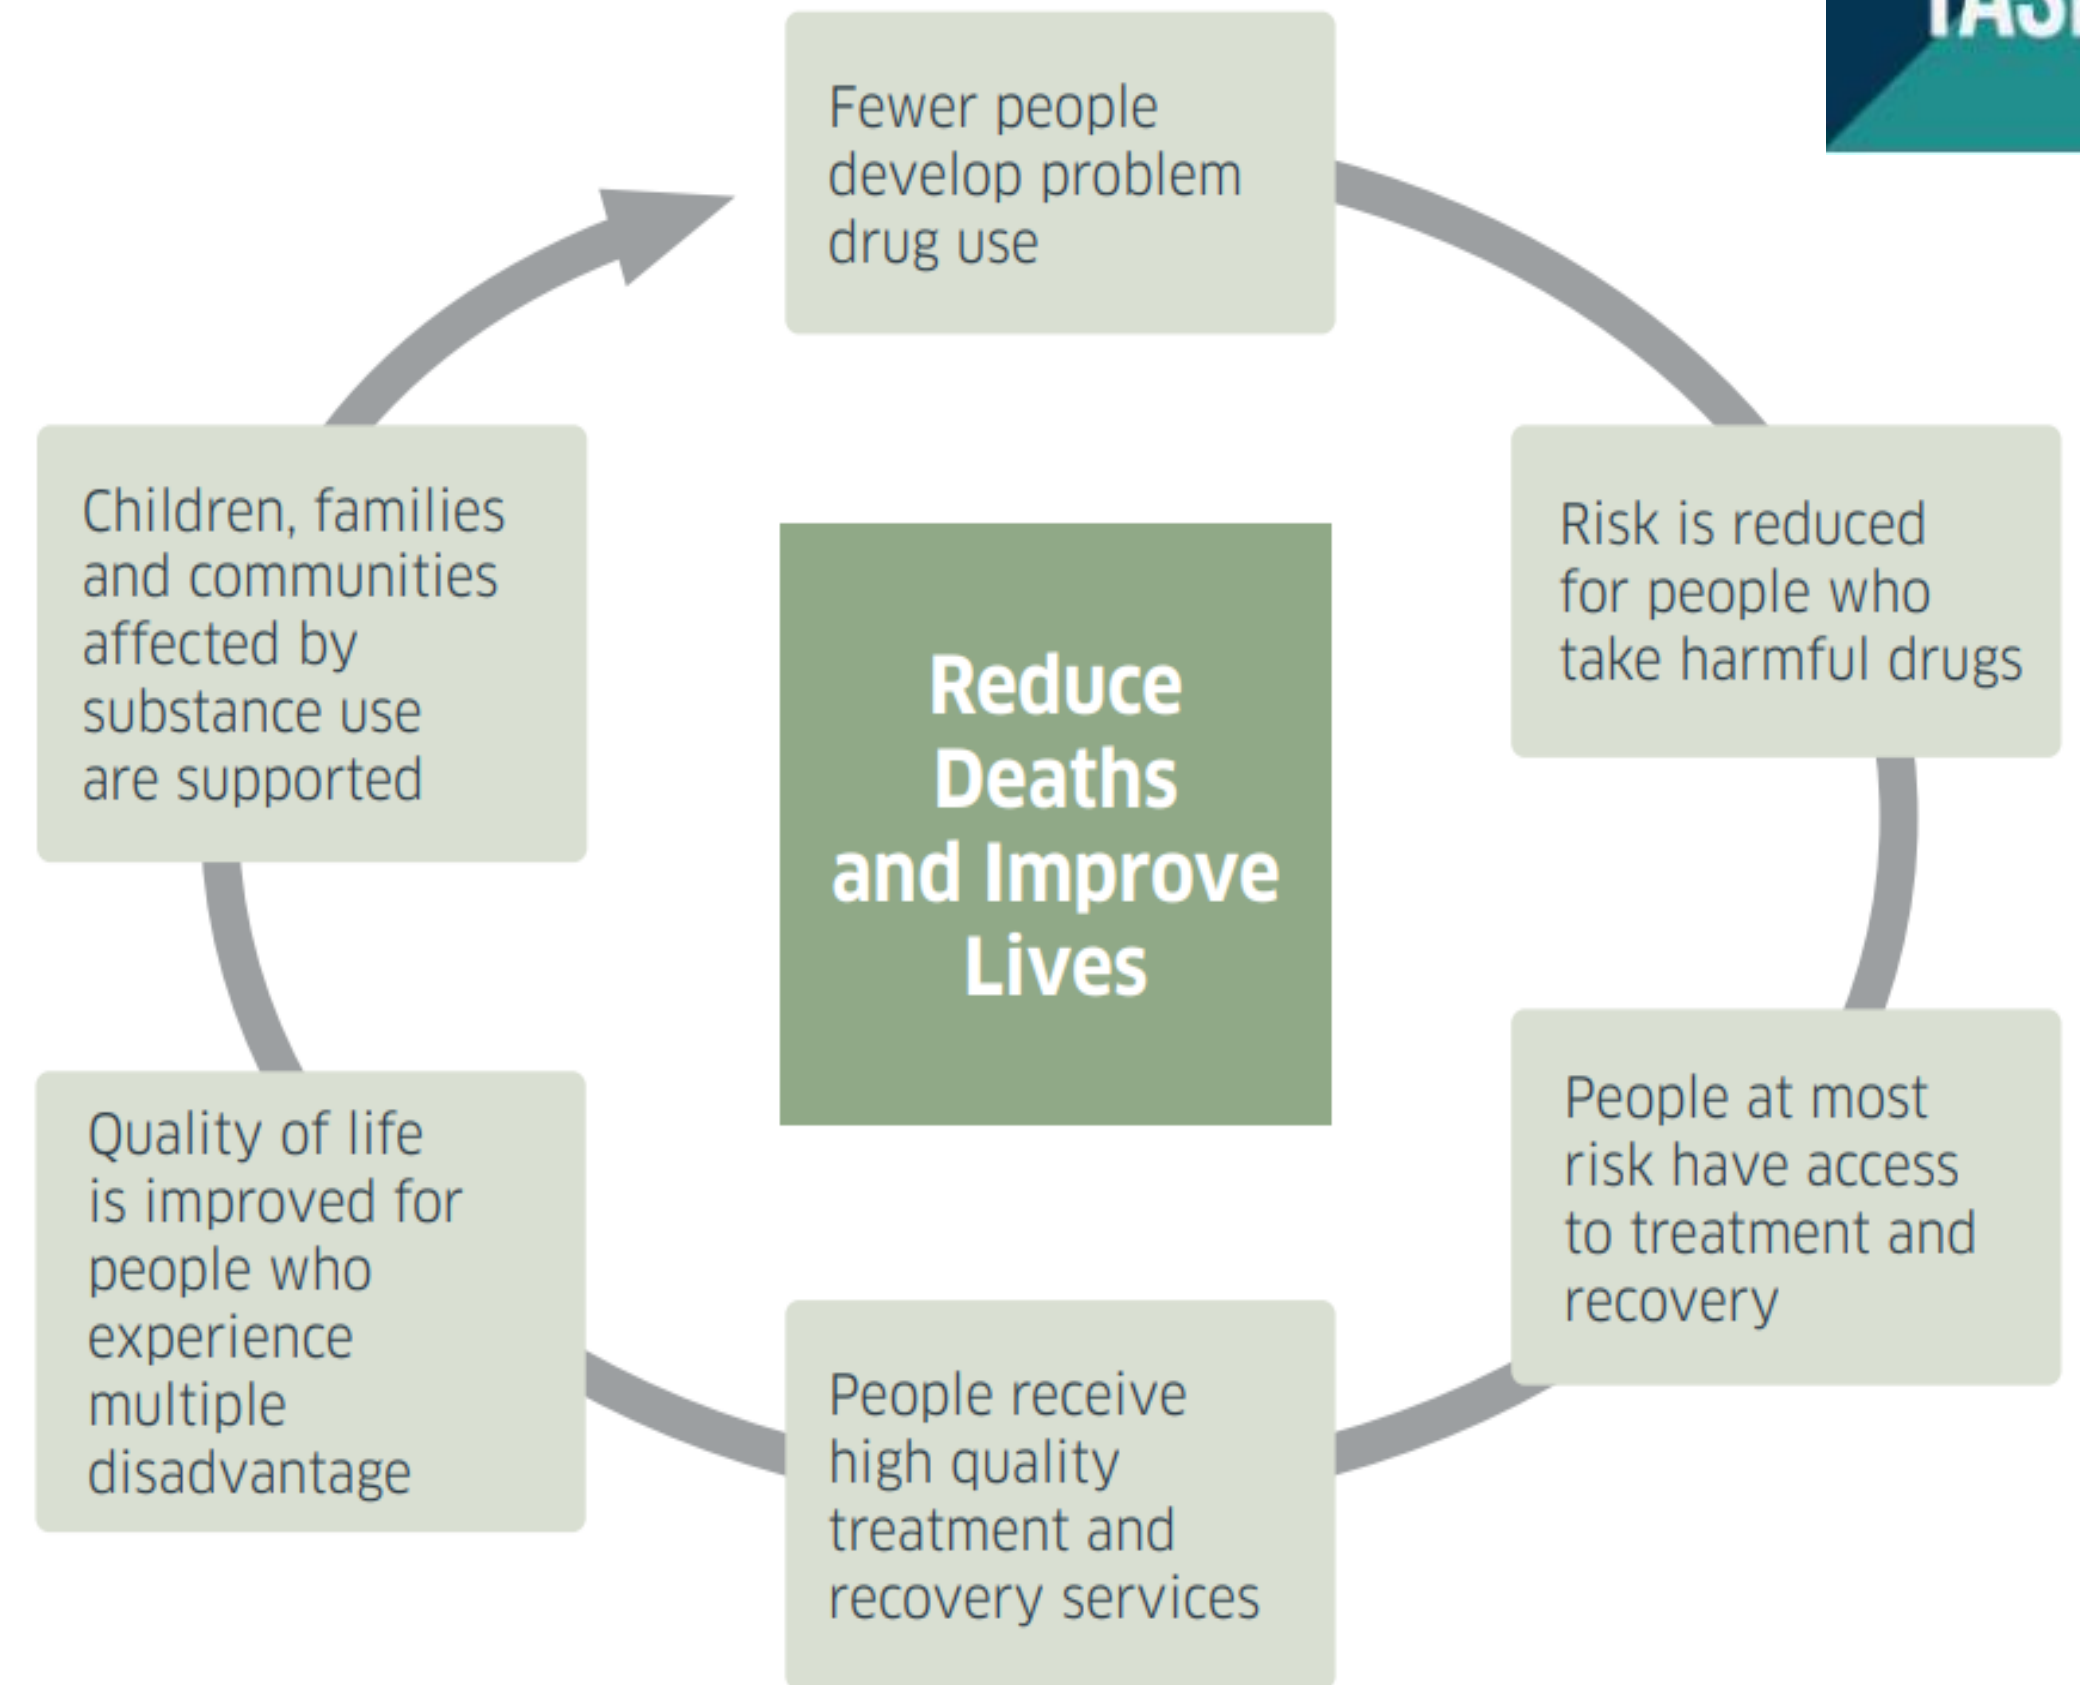 Fewer people
develop problem
drug use
Risk is reduced
for people who
take harmful drugs
People at most
risk have access
to treatment and
recovery
People receive
high quality
treatment and
recovery services
Quality of life
is improved for
people who
experience
multiple
disadvantage
Children, families
and communities
affected by
substance use
are supported
Reduce
Deaths
and Improve
Lives